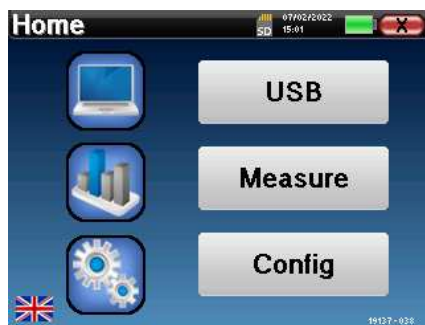 Home
SD
07/02/2022
15:01
X
USB
Measure
Config
19137-038